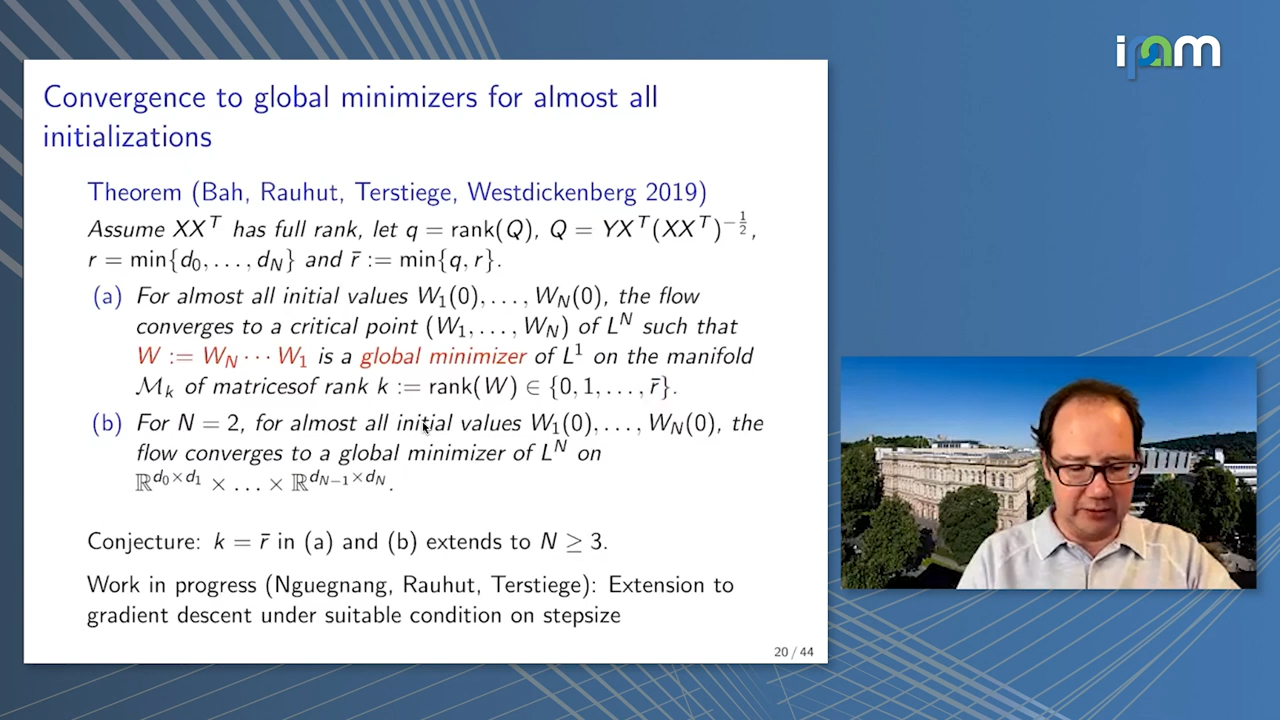 ipam
Convergence to global minimizers for almost all
initializations
Theorem (Bah, Rauhut, Terstiege, Westdickenberg 2019)
Assume XX^T has full rank, let q = rank(Q), Q = YX^T(XX^T)^{-1/2},
r = min{d_0, . . . , d_N} and r̄ := min{q, r}.
(a) For almost all initial values W_1(0), . . . , W_N(0), the flow
converges to a critical point (W_1, . . . , W_N) of L^N such that
W := W_N · · · W_1 is a global minimizer of L^1 on the manifold
M_k of matricesof rank k := rank(W) ∈ {0, 1, . . . , r̄}.
(b) For N = 2, for almost all initial values W_1(0), . . . , W_N(0), the
flow converges to a global minimizer of L^N on
ℝ^{d_0×d_1} × . . . × ℝ^{d_{N−1}×d_N}.
Conjecture: k = r̄ in (a) and (b) extends to N ≥ 3.
Work in progress (Nguegnang, Rauhut, Terstiege): Extension to
gradient descent under suitable condition on stepsize
20 / 44